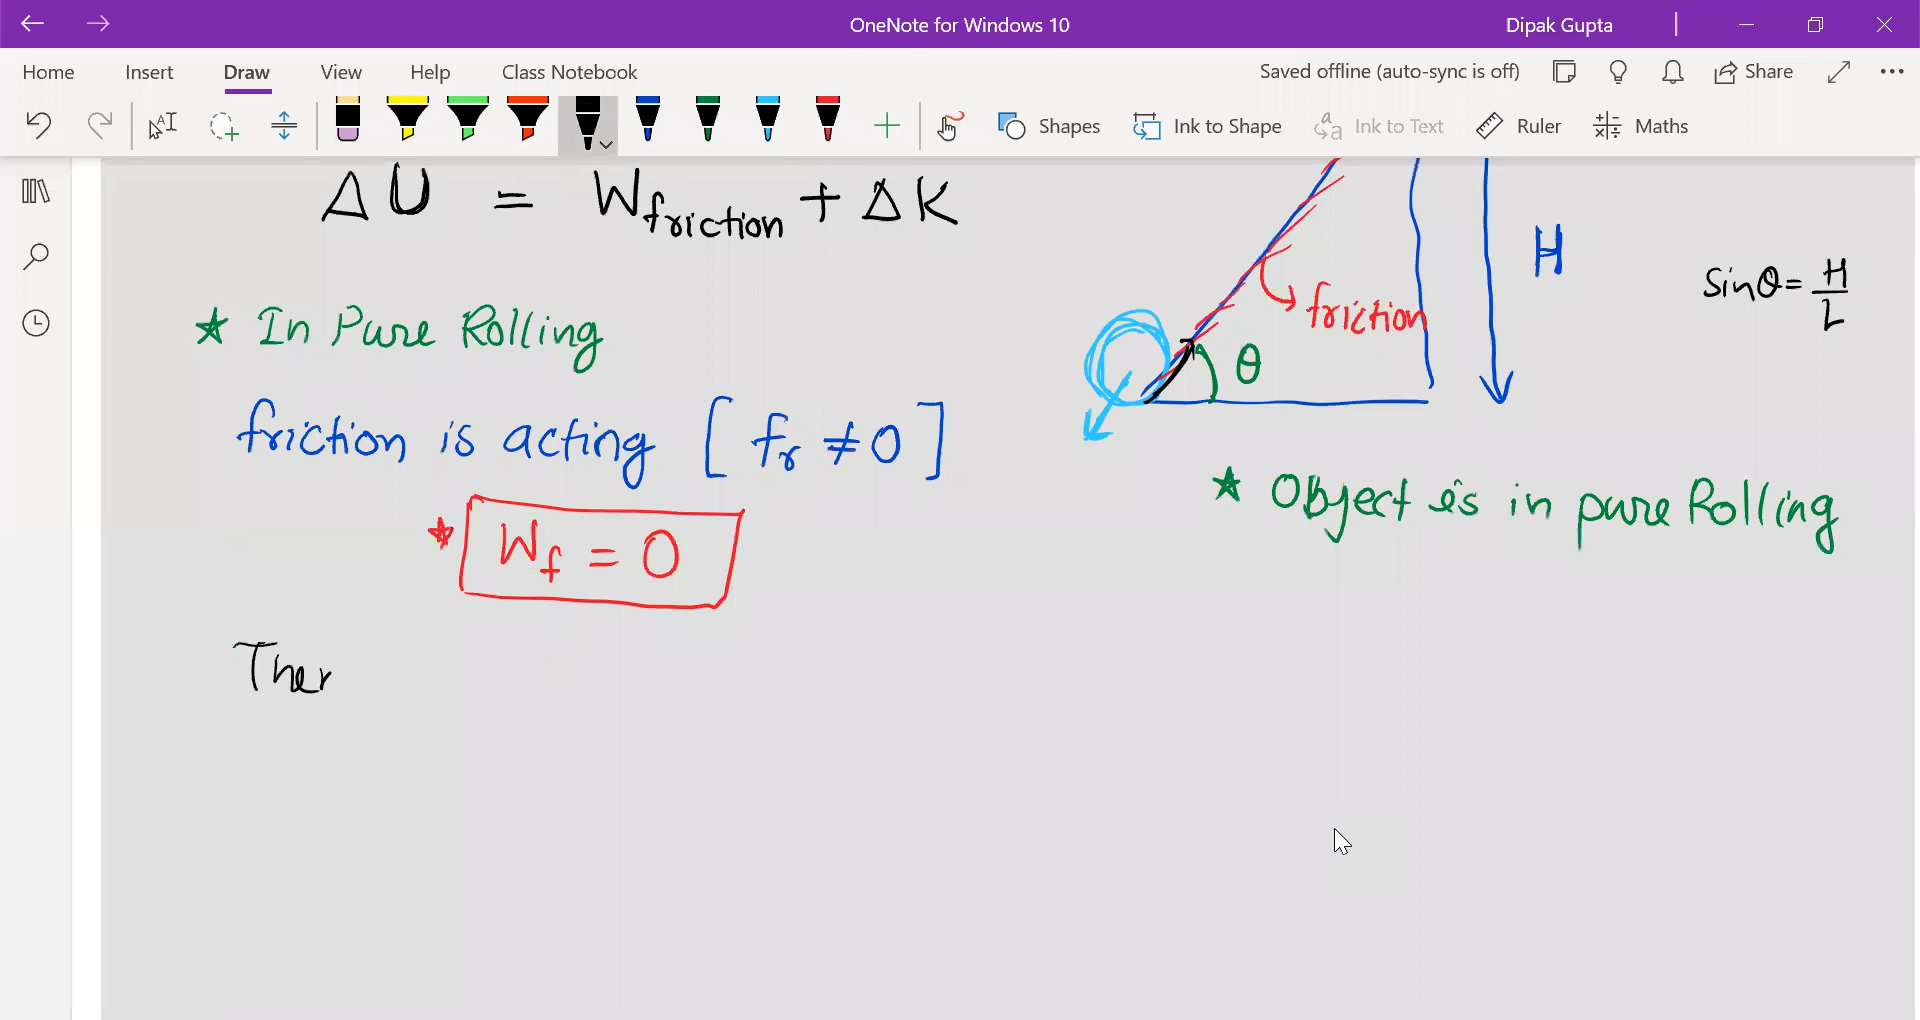 OneNote for Windows 10
Dipak Gupta
Home Insert Draw View Help Class Notebook
Saved offline (auto-sync is off)
Share
Shapes
Ink to Shape
Ink to Text
Ruler
Maths
ΔU = Wfriction + ΔK
★ In Pure Rolling
friction is acting [ fr ≠ 0 ]
★ Wf = 0
Ther
H
Sinθ = H/L
friction
θ
★ Object is in pure Rolling